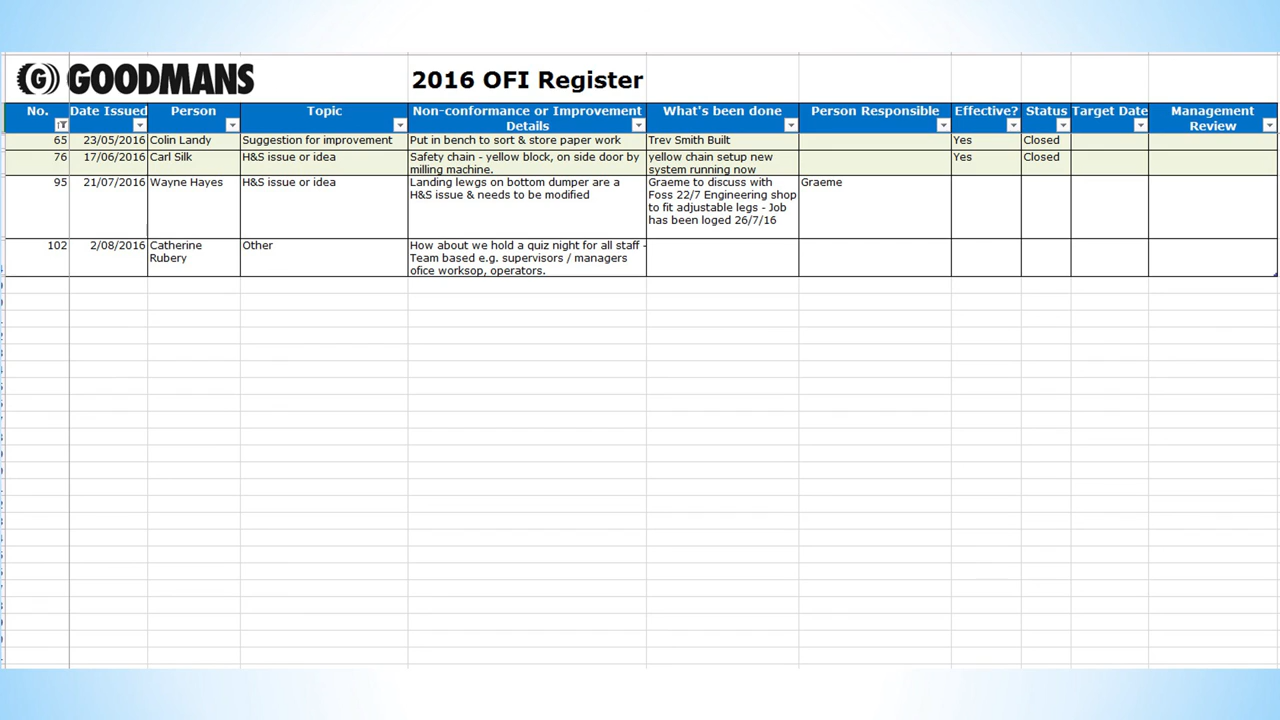 (G) GOODMANS
2016 OFI Register
No. Date Issued Person Topic Non-conformance or Improvement Details What's been done Person Responsible Effective? Status Target Date Management Review
65 23/05/2016 Colin Landy Suggestion for improvement Put in bench to sort & store paper work Trev Smith Built Yes Closed
76 17/06/2016 Carl Silk H&S issue or idea Safety chain - yellow block, on side door by yellow chain setup new Yes Closed
milling machine. system running now
95 21/07/2016 Wayne Hayes H&S issue or idea Landing lewgs on bottom dumper are a Graeme to discuss with Graeme
H&S issue & needs to be modified Foss 22/7 Engineering shop
to fit adjustable legs - Job
has been loged 26/7/16
102 2/08/2016 Catherine Other How about we hold a quiz night for all staff -
Rubery Team based e.g. supervisors / managers
ofice worksop, operators.